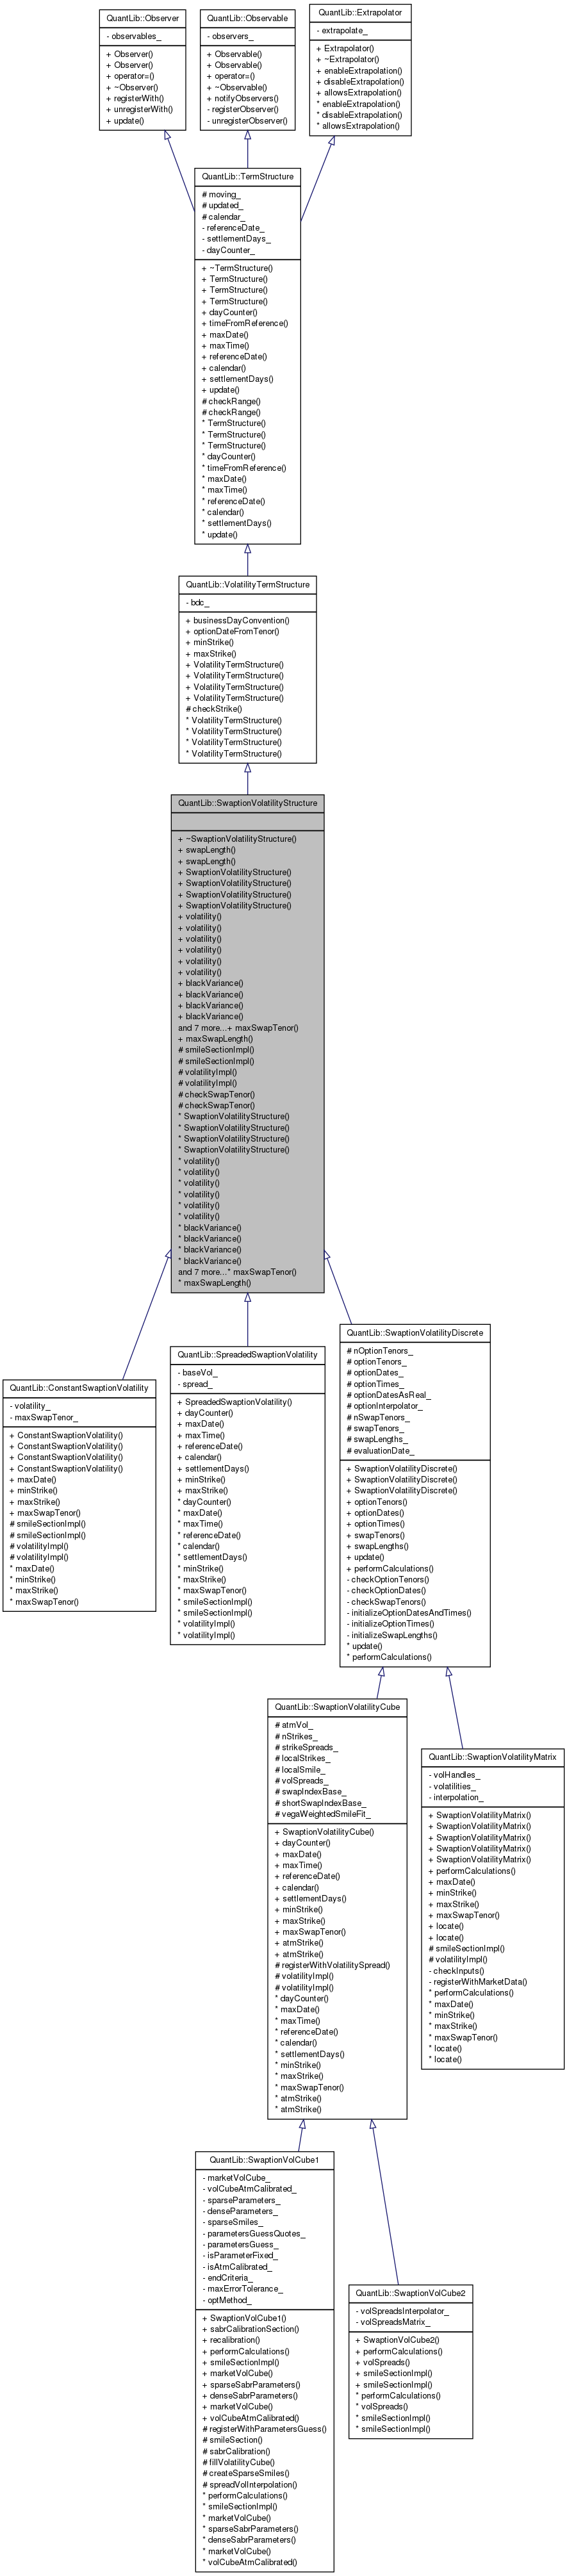 QuantLib::Observer
- observables_
+ Observer()
+ Observer()
+ operator=()
+ ~Observer()
+ registerWith()
+ unregisterWith()
+ update()
QuantLib::Observable
- observers_
+ Observable()
+ Observable()
+ operator=()
+ ~Observable()
+ notifyObservers()
- registerObserver()
- unregisterObserver()
QuantLib::Extrapolator
- extrapolate_
+ Extrapolator()
+ ~Extrapolator()
+ enableExtrapolation()
+ disableExtrapolation()
+ allowsExtrapolation()
* enableExtrapolation()
* disableExtrapolation()
* allowsExtrapolation()
QuantLib::TermStructure
# moving_
# updated_
# calendar_
- referenceDate_
- settlementDays_
- dayCounter_
+ ~TermStructure()
+ TermStructure()
+ TermStructure()
+ TermStructure()
+ dayCounter()
+ timeFromReference()
+ maxDate()
+ maxTime()
+ referenceDate()
+ calendar()
+ settlementDays()
+ update()
# checkRange()
# checkRange()
* TermStructure()
* TermStructure()
* TermStructure()
* dayCounter()
* timeFromReference()
* maxDate()
* maxTime()
* referenceDate()
* calendar()
* settlementDays()
* update()
QuantLib::VolatilityTermStructure
- bdc_
+ businessDayConvention()
+ optionDateFromTenor()
+ minStrike()
+ maxStrike()
+ VolatilityTermStructure()
+ VolatilityTermStructure()
+ VolatilityTermStructure()
+ VolatilityTermStructure()
# checkStrike()
* VolatilityTermStructure()
* VolatilityTermStructure()
* VolatilityTermStructure()
* VolatilityTermStructure()
QuantLib::SwaptionVolatilityStructure
+ ~SwaptionVolatilityStructure()
+ swapLength()
+ swapLength()
+ SwaptionVolatilityStructure()
+ SwaptionVolatilityStructure()
+ SwaptionVolatilityStructure()
+ SwaptionVolatilityStructure()
+ volatility()
+ volatility()
+ volatility()
+ volatility()
+ volatility()
+ volatility()
+ blackVariance()
+ blackVariance()
+ blackVariance()
+ blackVariance()
and 7 more...+ maxSwapTenor()
+ maxSwapLength()
# smileSectionImpl()
# smileSectionImpl()
# volatilityImpl()
# volatilityImpl()
# checkSwapTenor()
# checkSwapTenor()
* SwaptionVolatilityStructure()
* SwaptionVolatilityStructure()
* SwaptionVolatilityStructure()
* SwaptionVolatilityStructure()
* volatility()
* volatility()
* volatility()
* volatility()
* volatility()
* volatility()
* blackVariance()
* blackVariance()
* blackVariance()
* blackVariance()
and 7 more...* maxSwapTenor()
* maxSwapLength()
QuantLib::ConstantSwaptionVolatility
- volatility_
- maxSwapTenor_
+ ConstantSwaptionVolatility()
+ ConstantSwaptionVolatility()
+ ConstantSwaptionVolatility()
+ ConstantSwaptionVolatility()
+ maxDate()
+ minStrike()
+ maxStrike()
+ maxSwapTenor()
# smileSectionImpl()
# smileSectionImpl()
# volatilityImpl()
# volatilityImpl()
* maxDate()
* minStrike()
* maxStrike()
* maxSwapTenor()
QuantLib::SpreadedSwaptionVolatility
- baseVol_
- spread_
+ SpreadedSwaptionVolatility()
+ dayCounter()
+ maxDate()
+ maxTime()
+ referenceDate()
+ calendar()
+ settlementDays()
+ minStrike()
+ maxStrike()
* dayCounter()
* maxDate()
* maxTime()
* referenceDate()
* calendar()
* settlementDays()
* minStrike()
* maxStrike()
* maxSwapTenor()
* smileSectionImpl()
* smileSectionImpl()
* volatilityImpl()
* volatilityImpl()
QuantLib::SwaptionVolatilityDiscrete
# nOptionTenors_
# optionTenors_
# optionDates_
# optionTimes_
# optionDatesAsReal_
# optionInterpolator_
# nSwapTenors_
# swapTenors_
# swapLengths_
# evaluationDate_
+ SwaptionVolatilityDiscrete()
+ SwaptionVolatilityDiscrete()
+ SwaptionVolatilityDiscrete()
+ optionTenors()
+ optionDates()
+ optionTimes()
+ swapTenors()
+ swapLengths()
+ update()
+ performCalculations()
- checkOptionTenors()
- checkOptionDates()
- checkSwapTenors()
- initializeOptionDatesAndTimes()
- initializeOptionTimes()
- initializeSwapLengths()
* update()
* performCalculations()
QuantLib::SwaptionVolatilityCube
# atmVol_
# nStrikes_
# strikeSpreads_
# localStrikes_
# localSmile_
# volSpreads_
# swapIndexBase_
# shortSwapIndexBase_
# vegaWeightedSmileFit_
+ SwaptionVolatilityCube()
+ dayCounter()
+ maxDate()
+ maxTime()
+ referenceDate()
+ calendar()
+ settlementDays()
+ minStrike()
+ maxStrike()
+ maxSwapTenor()
+ atmStrike()
+ atmStrike()
# registerWithVolatilitySpread()
# volatilityImpl()
# volatilityImpl()
* dayCounter()
* maxDate()
* maxTime()
* referenceDate()
* calendar()
* settlementDays()
* minStrike()
* maxStrike()
* maxSwapTenor()
* atmStrike()
* atmStrike()
QuantLib::SwaptionVolatilityMatrix
- volHandles_
- volatilities_
- interpolation_
+ SwaptionVolatilityMatrix()
+ SwaptionVolatilityMatrix()
+ SwaptionVolatilityMatrix()
+ SwaptionVolatilityMatrix()
+ SwaptionVolatilityMatrix()
+ performCalculations()
+ maxDate()
+ minStrike()
+ maxStrike()
+ maxSwapTenor()
+ locate()
+ locate()
# smileSectionImpl()
# volatilityImpl()
- checkInputs()
- registerWithMarketData()
* performCalculations()
* maxDate()
* minStrike()
* maxStrike()
* maxSwapTenor()
* locate()
* locate()
QuantLib::SwaptionVolCube1
- marketVolCube_
- volCubeAtmCalibrated_
- sparseParameters_
- denseParameters_
- sparseSmiles_
- parametersGuessQuotes_
- parametersGuess_
- isParameterFixed_
- isAtmCalibrated_
- endCriteria_
- maxErrorTolerance_
- optMethod_
+ SwaptionVolCube1()
+ sabrCalibrationSection()
+ recalibration()
+ performCalculations()
+ smileSectionImpl()
+ marketVolCube()
+ sparseSabrParameters()
+ denseSabrParameters()
+ marketVolCube()
+ volCubeAtmCalibrated()
# registerWithParametersGuess()
# smileSection()
# sabrCalibration()
# fillVolatilityCube()
# createSparseSmiles()
# spreadVolInterpolation()
* performCalculations()
* smileSectionImpl()
* marketVolCube()
* sparseSabrParameters()
* denseSabrParameters()
* marketVolCube()
* volCubeAtmCalibrated()
QuantLib::SwaptionVolCube2
- volSpreadsInterpolator_
- volSpreadsMatrix_
+ SwaptionVolCube2()
+ performCalculations()
+ volSpreads()
+ smileSectionImpl()
+ smileSectionImpl()
* performCalculations()
* volSpreads()
* smileSectionImpl()
* smileSectionImpl()